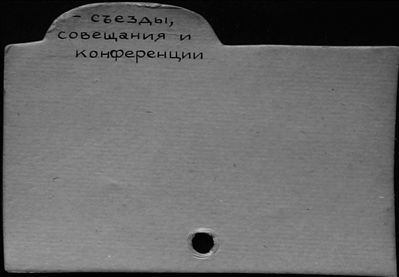 - съезды,
совещания и
конференции